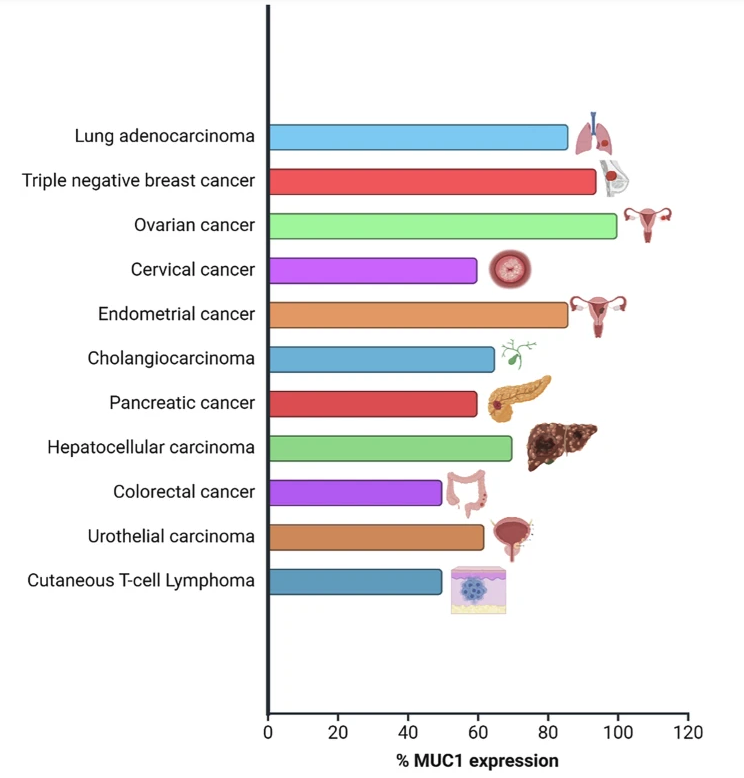 Lung adenocarcinoma
Triple negative breast cancer
Ovarian cancer
Cervical cancer
Endometrial cancer
Cholangiocarcinoma
Pancreatic cancer
Hepatocellular carcinoma
Colorectal cancer
Urothelial carcinoma
Cutaneous T-cell Lymphoma
0 20 40 60 80 100 120
% MUC1 expression